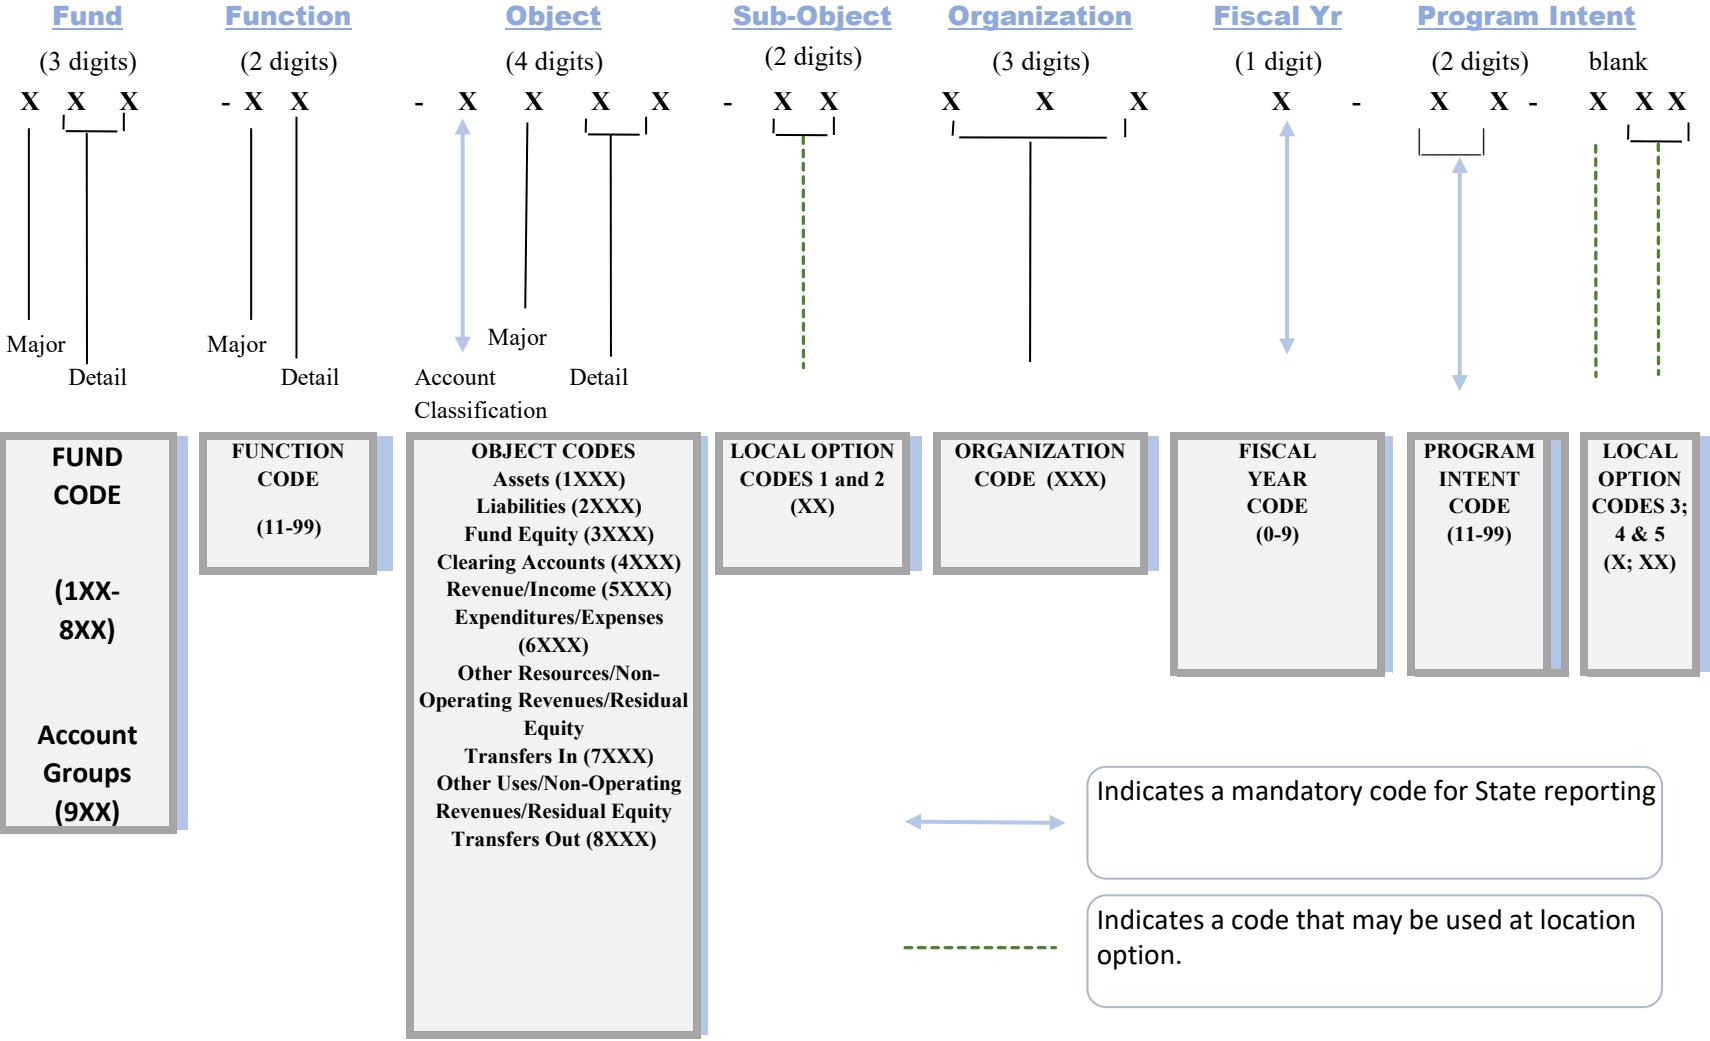 Fund Function Object Sub-Object Organization Fiscal Yr Program Intent
(3 digits) (2 digits) (4 digits) (2 digits) (3 digits) (1 digit) (2 digits) blank
X X X - X X - X X X X - X X X X X X - X X - X X X
Major Major Major
Detail Detail Account Detail
Classification
FUND
CODE
(1XX-
8XX)
Account
Groups
(9XX)
FUNCTION
CODE
(11-99)
OBJECT CODES
Assets (1XXX)
Liabilities (2XXX)
Fund Equity (3XXX)
Clearing Accounts (4XXX)
Revenue/Income (5XXX)
Expenditures/Expenses
(6XXX)
Other Resources/Non-
Operating Revenues/Residual
Equity
Transfers In (7XXX)
Other Uses/Non-Operating
Revenues/Residual Equity
Transfers Out (8XXX)
LOCAL OPTION
CODES 1 and 2
(XX)
ORGANIZATION
CODE (XXX)
FISCAL
YEAR
CODE
(0-9)
PROGRAM
INTENT
CODE
(11-99)
LOCAL
OPTION
CODES 3;
4 & 5
(X; XX)
Indicates a mandatory code for State reporting
Indicates a code that may be used at location
option.